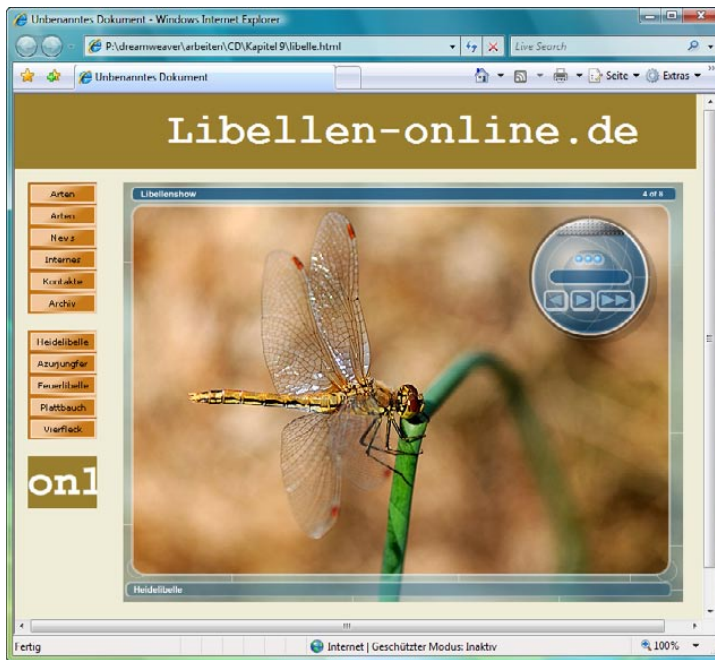 Unbenanntes Dokument - Windows Internet Explorer
P:\dreamweaver\arbeiten\CD\Kapitel 9\libelle.html
Live Search
Unbenanntes Dokument
Seite
Extras
Libellen-online.de
Arten
Arten
News
Internes
Kontakte
Archiv
Heidelibelle
Azurjungfer
Feuerlibelle
Plattbauch
Vierfleck
onl
Libellenshow
4 of 8
Heidelibelle
Fertig
Internet | Geschützter Modus: Inaktiv
100%